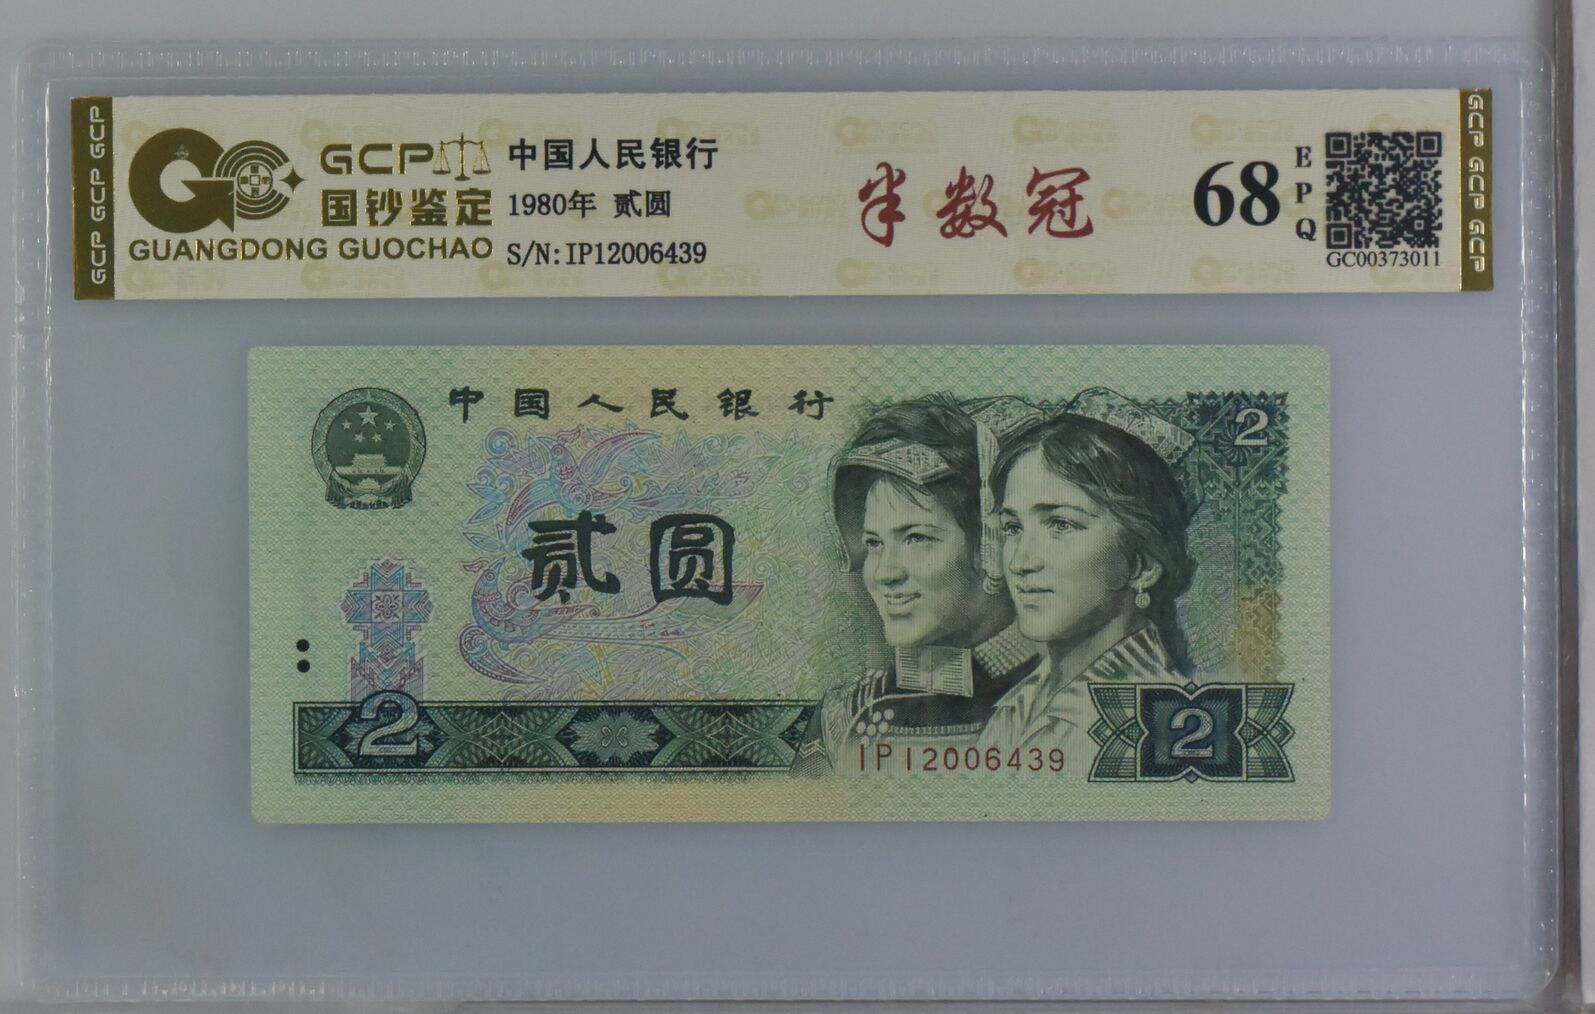 GCP GCP GCP
GCP
国钞鉴定
GUANGDONG GUOCHAO
中国人民银行
1980年 贰圆
S/N:IP12006439
半数冠
68
EPQ
GC00373011
GCP GCP GCP
中国人民银行
2
贰圆
2
IP12006439
2